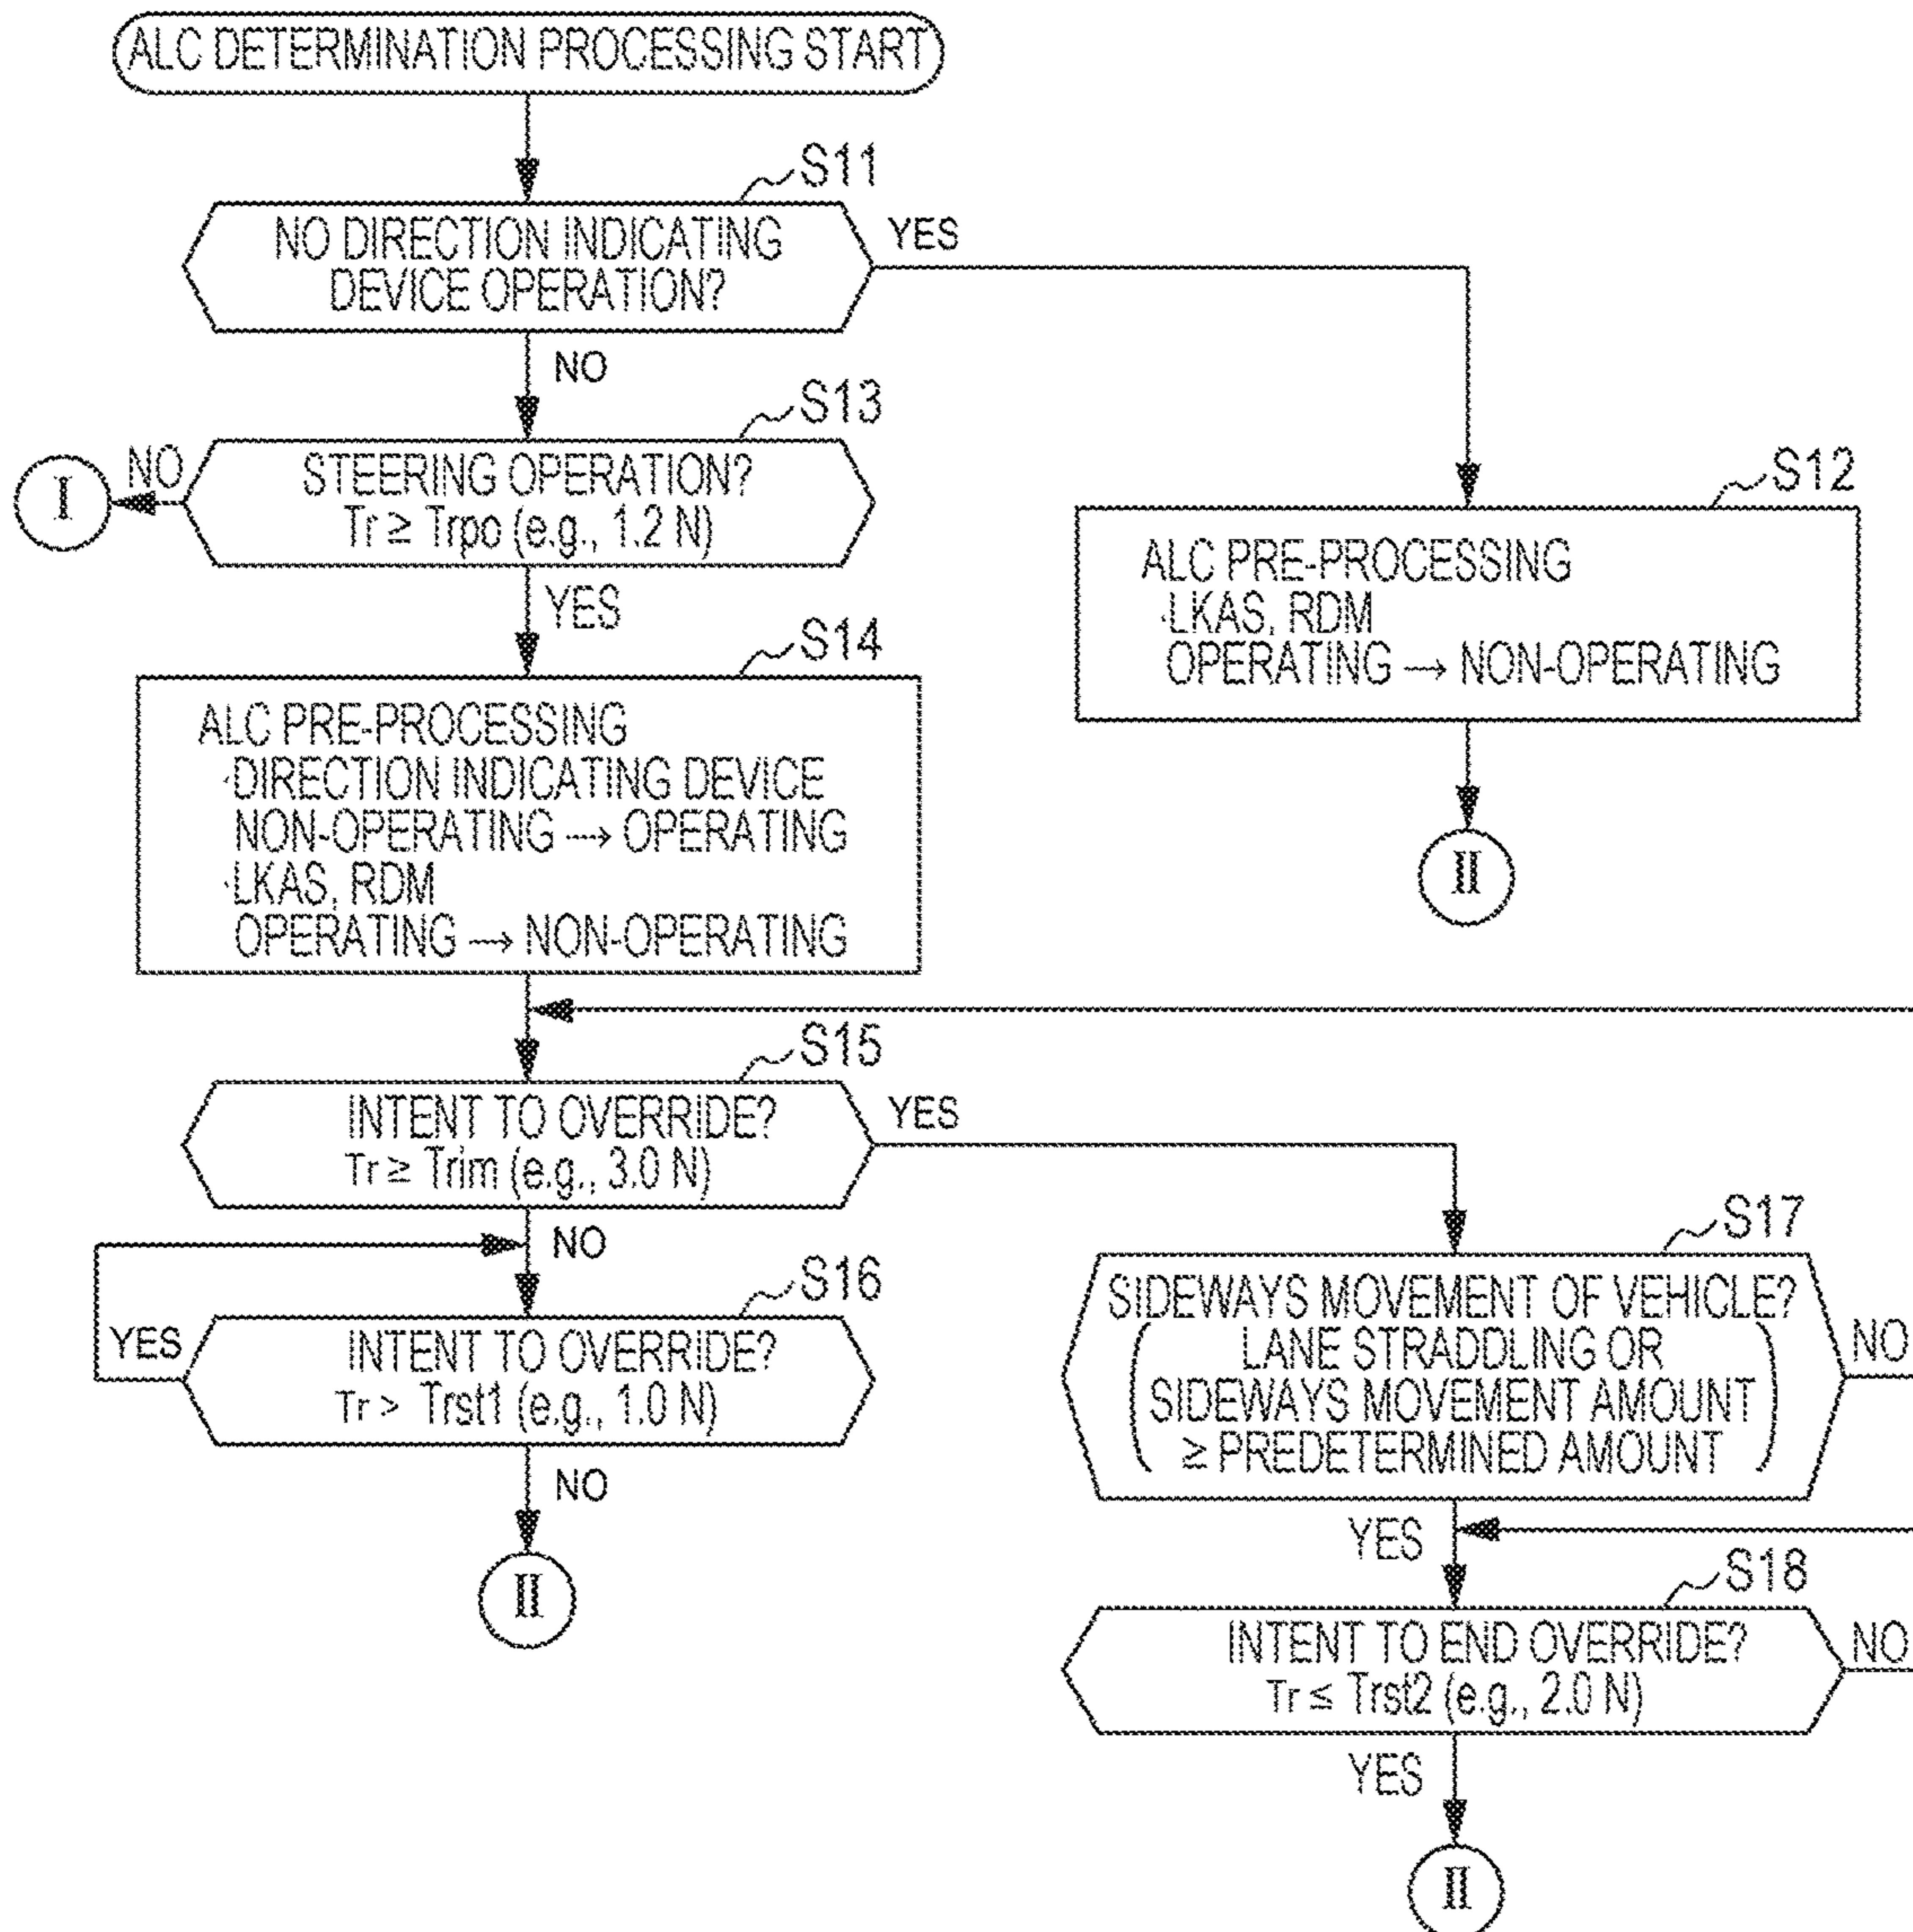 ALC DETERMINATION PROCESSING START
S11
NO DIRECTION INDICATING
DEVICE OPERATION?
YES
NO
S13
STEERING OPERATION?
Tr ≥ Trpo (e.g., 1.2 N)
NO
I
YES
S12
ALC PRE-PROCESSING
·LKAS, RDM
OPERATING → NON-OPERATING
II
S14
ALC PRE-PROCESSING
·DIRECTION INDICATING DEVICE
NON-OPERATING → OPERATING
·LKAS, RDM
OPERATING → NON-OPERATING
S15
INTENT TO OVERRIDE?
Tr ≥ Trim (e.g., 3.0 N)
YES
NO
S16
INTENT TO OVERRIDE?
Tr > Trst1 (e.g., 1.0 N)
YES
NO
II
S17
SIDEWAYS MOVEMENT OF VEHICLE?
( LANE STRADDLING OR
SIDEWAYS MOVEMENT AMOUNT
≥ PREDETERMINED AMOUNT )
NO
YES
S18
INTENT TO END OVERRIDE?
Tr ≤ Trst2 (e.g., 2.0 N)
NO
YES
II